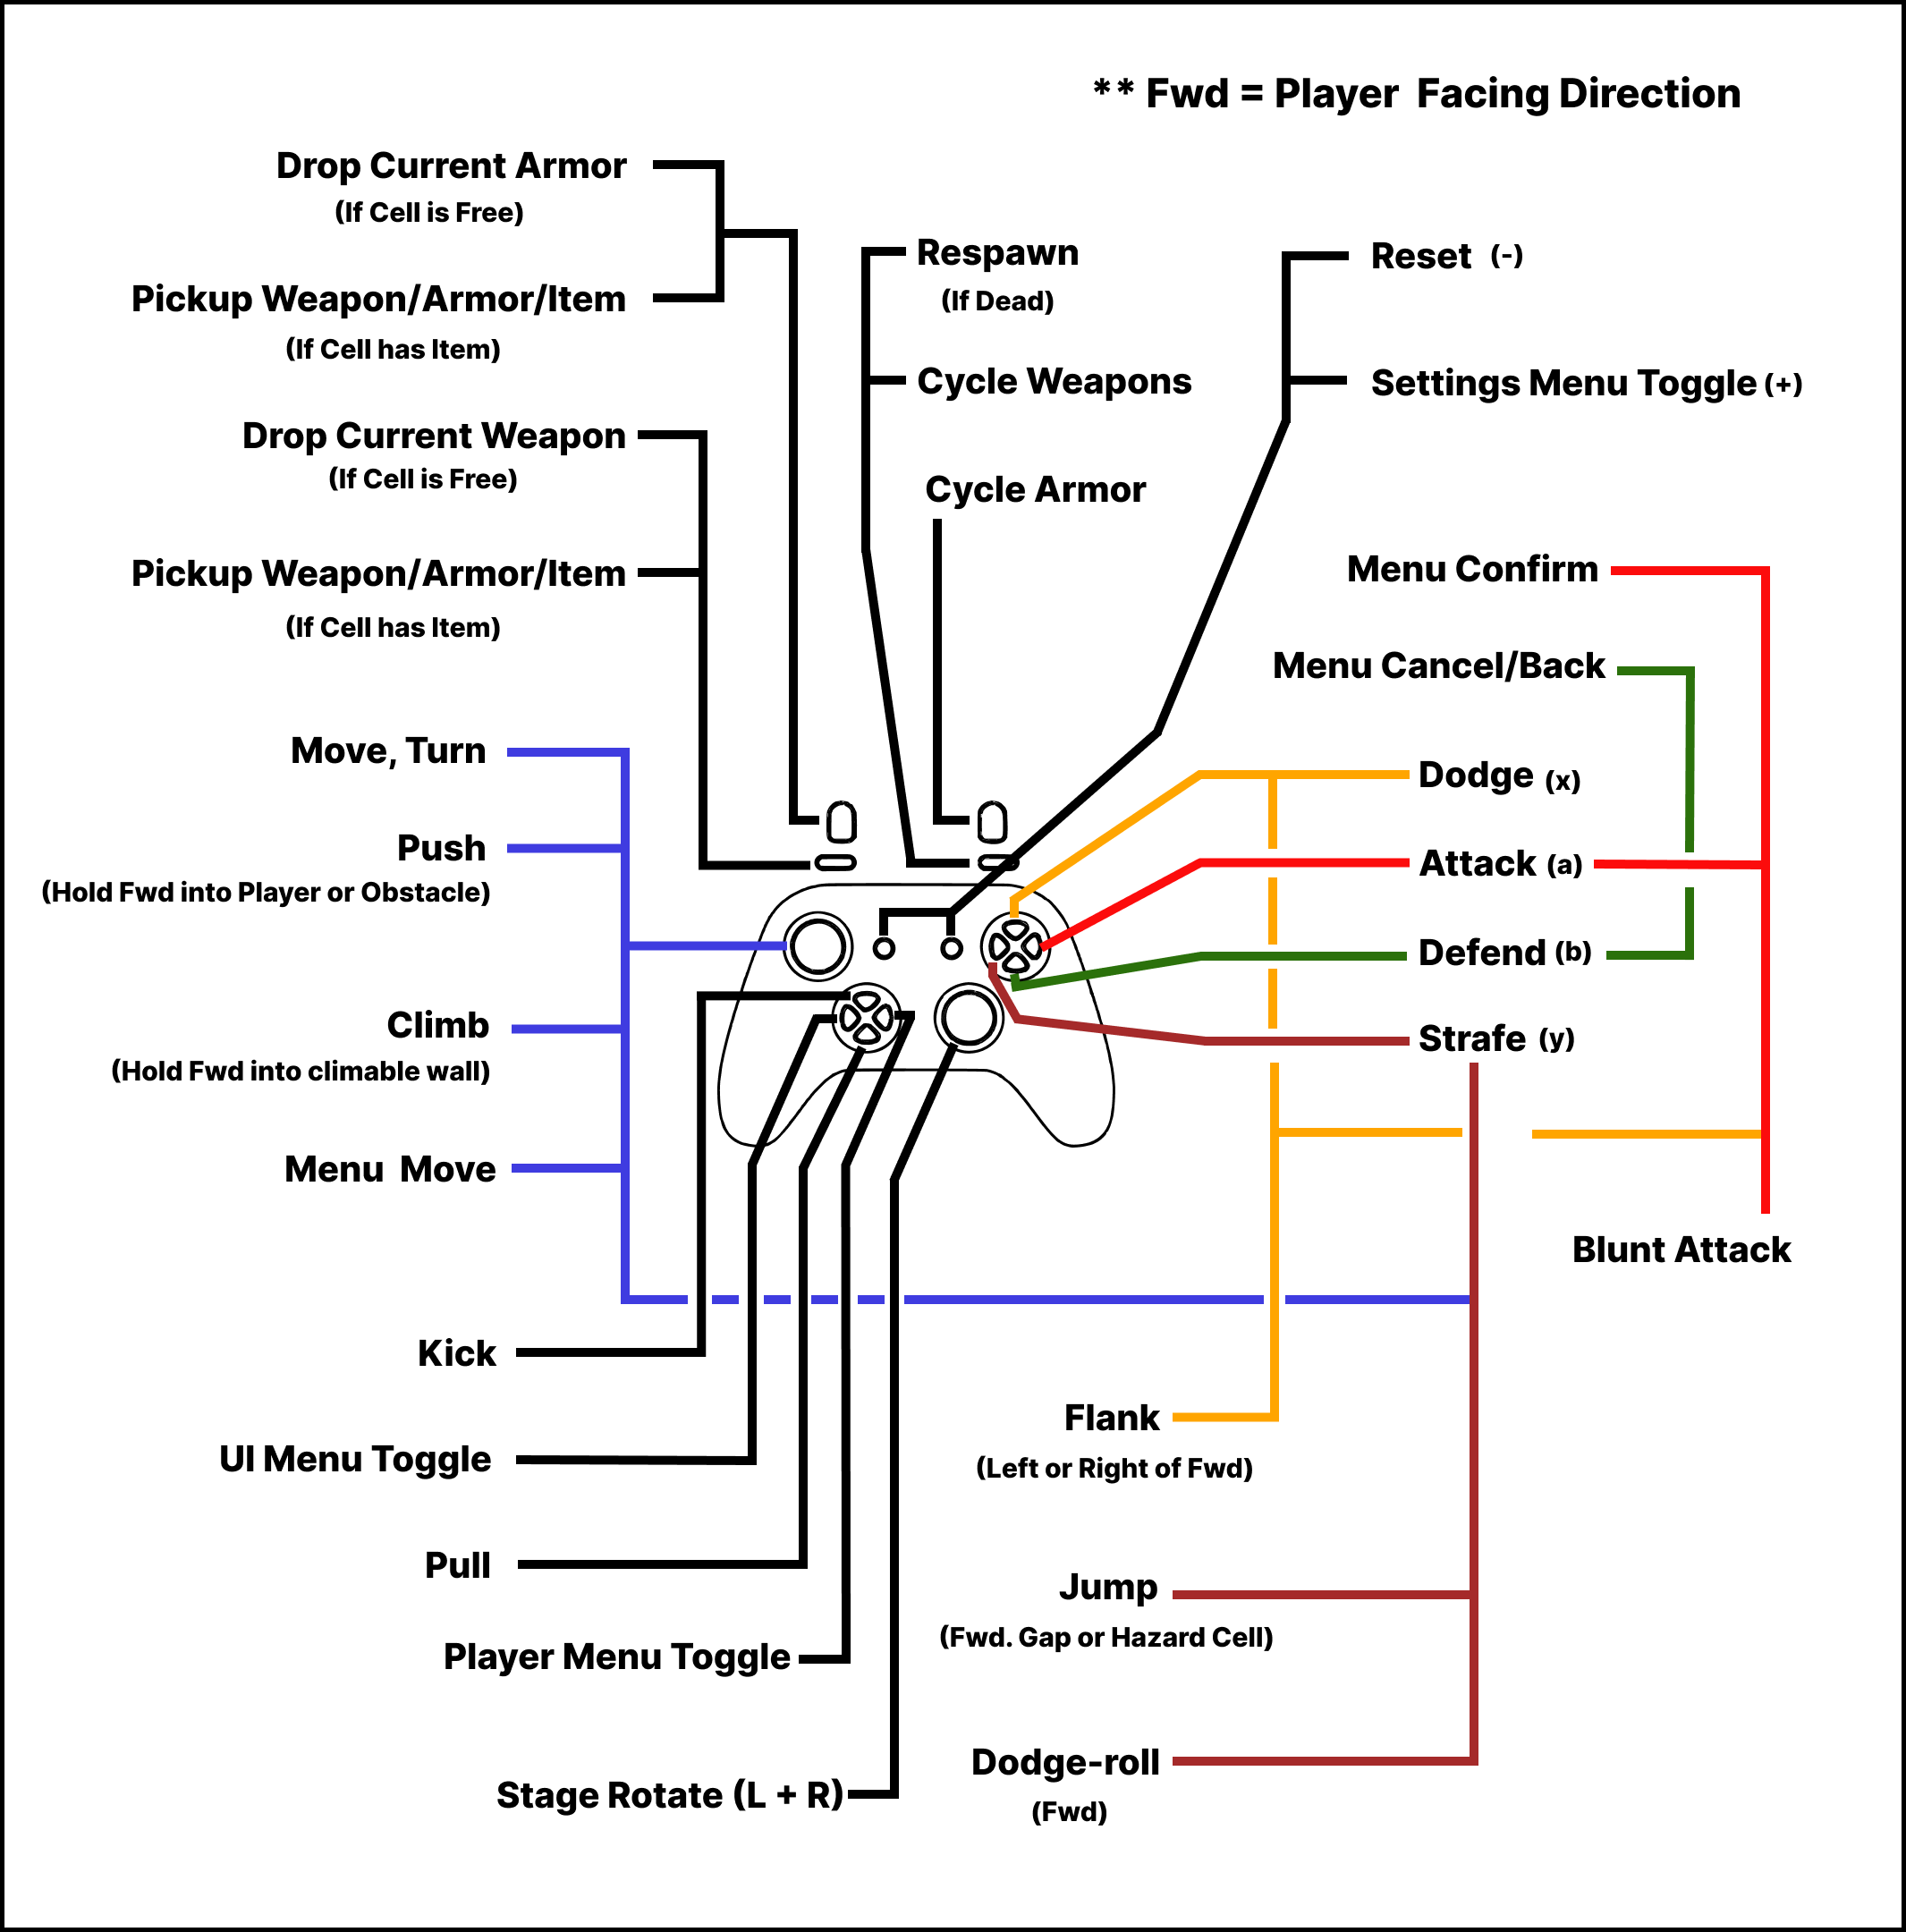 ** Fwd = Player  Facing Direction
Drop Current Armor
(If Cell is Free)
Pickup Weapon/Armor/Item
(If Cell has Item)
Drop Current Weapon
(If Cell is Free)
Pickup Weapon/Armor/Item
(If Cell has Item)
Respawn
(If Dead)
Cycle Weapons
Cycle Armor
Reset (-)
Settings Menu Toggle (+)
Menu Confirm
Menu Cancel/Back
Dodge (x)
Attack (a)
Defend (b)
Strafe (y)
Blunt Attack
Move, Turn
Push
(Hold Fwd into Player or Obstacle)
Climb
(Hold Fwd into climable wall)
Menu  Move
Kick
UI Menu Toggle
Pull
Player Menu Toggle
Stage Rotate (L + R)
Flank
(Left or Right of Fwd)
Jump
(Fwd. Gap or Hazard Cell)
Dodge-roll
(Fwd)